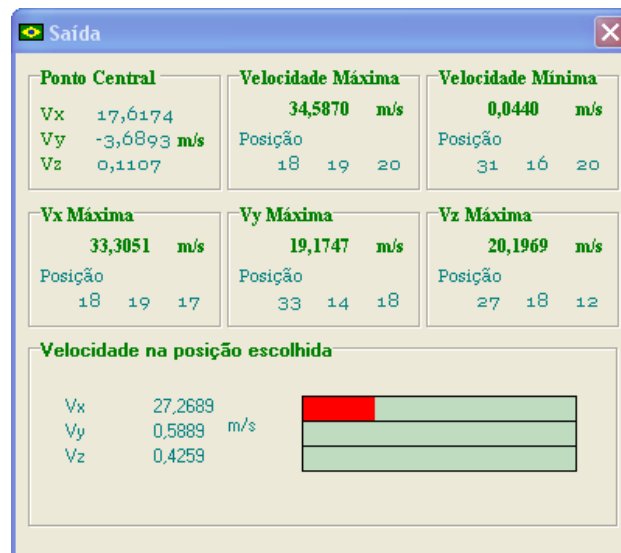 Saída
Ponto Central
Vx 17,6174
Vy -3,6893 m/s
Vz 0,1107
Velocidade Máxima
34,5870 m/s
Posição
18 19 20
Velocidade Mínima
0,0440 m/s
Posição
31 16 20
Vx Máxima
33,3051 m/s
Posição
18 19 17
Vy Máxima
19,1747 m/s
Posição
33 14 18
Vz Máxima
20,1969 m/s
Posição
27 18 12
Velocidade na posição escolhida
Vx 27,2689
Vy 0,5889 m/s
Vz 0,4259